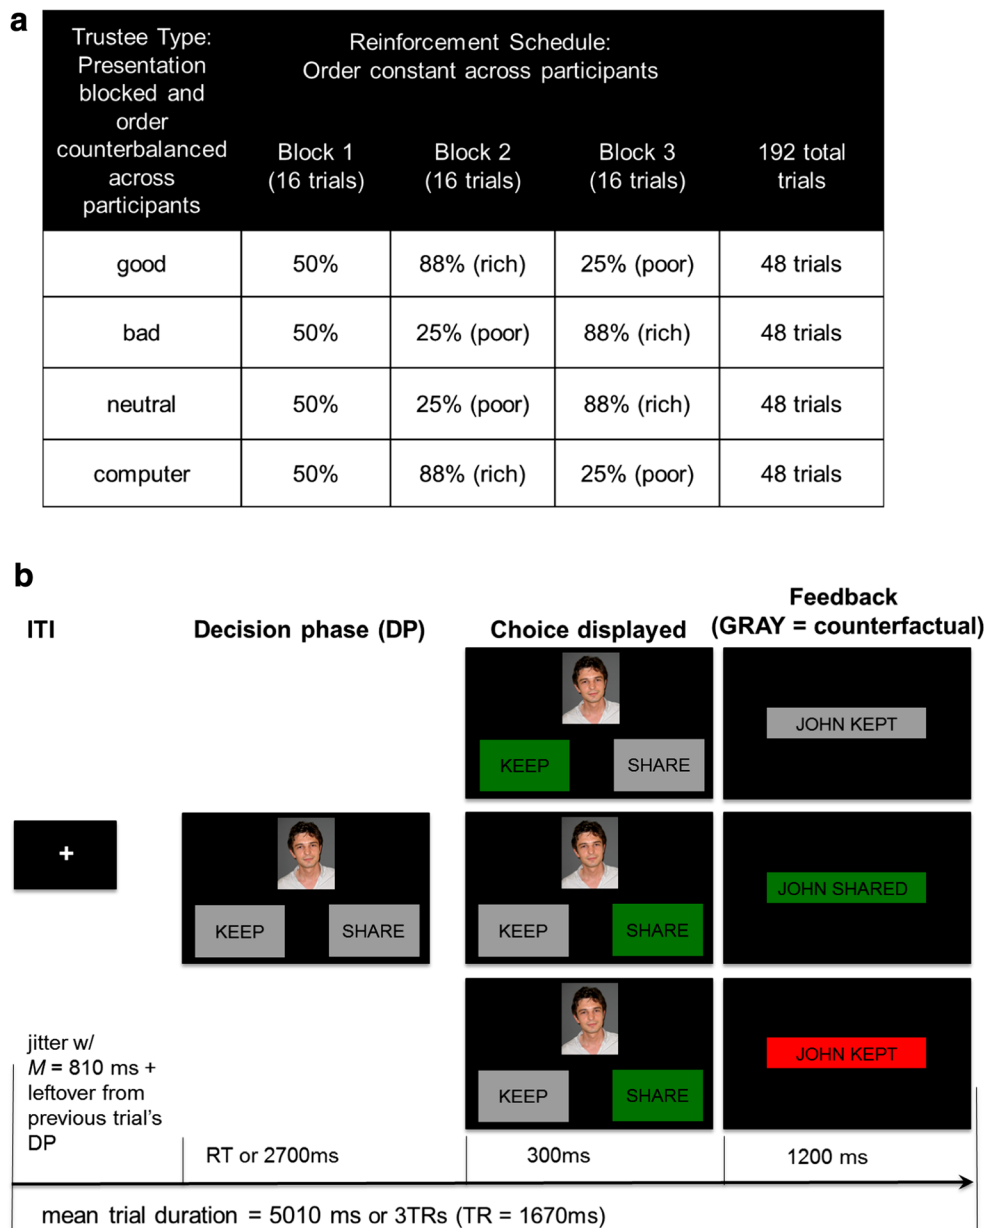 a
Trustee Type:
Presentation
blocked and
order
counterbalanced
across
participants
Reinforcement Schedule:
Order constant across participants
Block 1
(16 trials)
Block 2
(16 trials)
Block 3
(16 trials)
192 total
trials
good 50% 88% (rich) 25% (poor) 48 trials
bad 50% 25% (poor) 88% (rich) 48 trials
neutral 50% 25% (poor) 88% (rich) 48 trials
computer 50% 88% (rich) 25% (poor) 48 trials
b
ITI
Decision phase (DP)
Choice displayed
Feedback
(GRAY = counterfactual)
KEEP SHARE
JOHN KEPT
+
KEEP SHARE
KEEP SHARE
JOHN SHARED
KEEP SHARE
JOHN KEPT
jitter w/
M = 810 ms +
leftover from
previous trial's
DP
RT or 2700ms
300ms
1200 ms
mean trial duration = 5010 ms or 3TRs (TR = 1670ms)